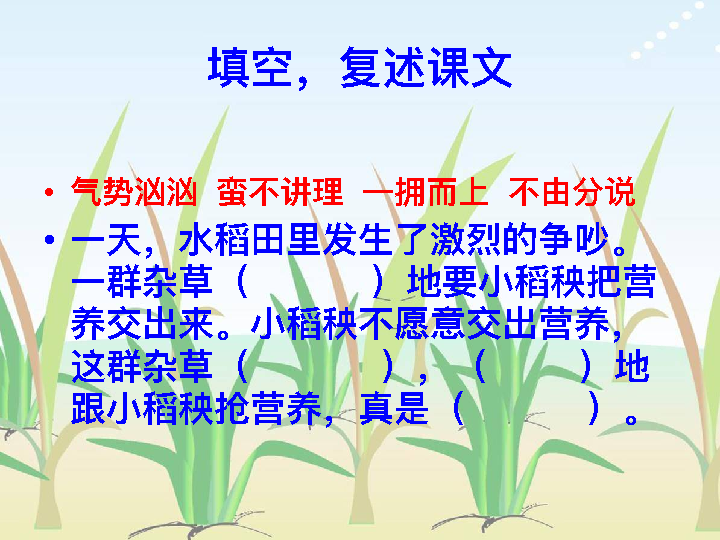 填空，复述课文
• 气势汹汹 蛮不讲理 一拥而上 不由分说
• 一天，水稻田里发生了激烈的争吵。
一群杂草（ ）地要小稻秧把营
养交出来。小稻秧不愿意交出营养，
这群杂草（ ），（ ）地
跟小稻秧抢营养，真是（ ）。